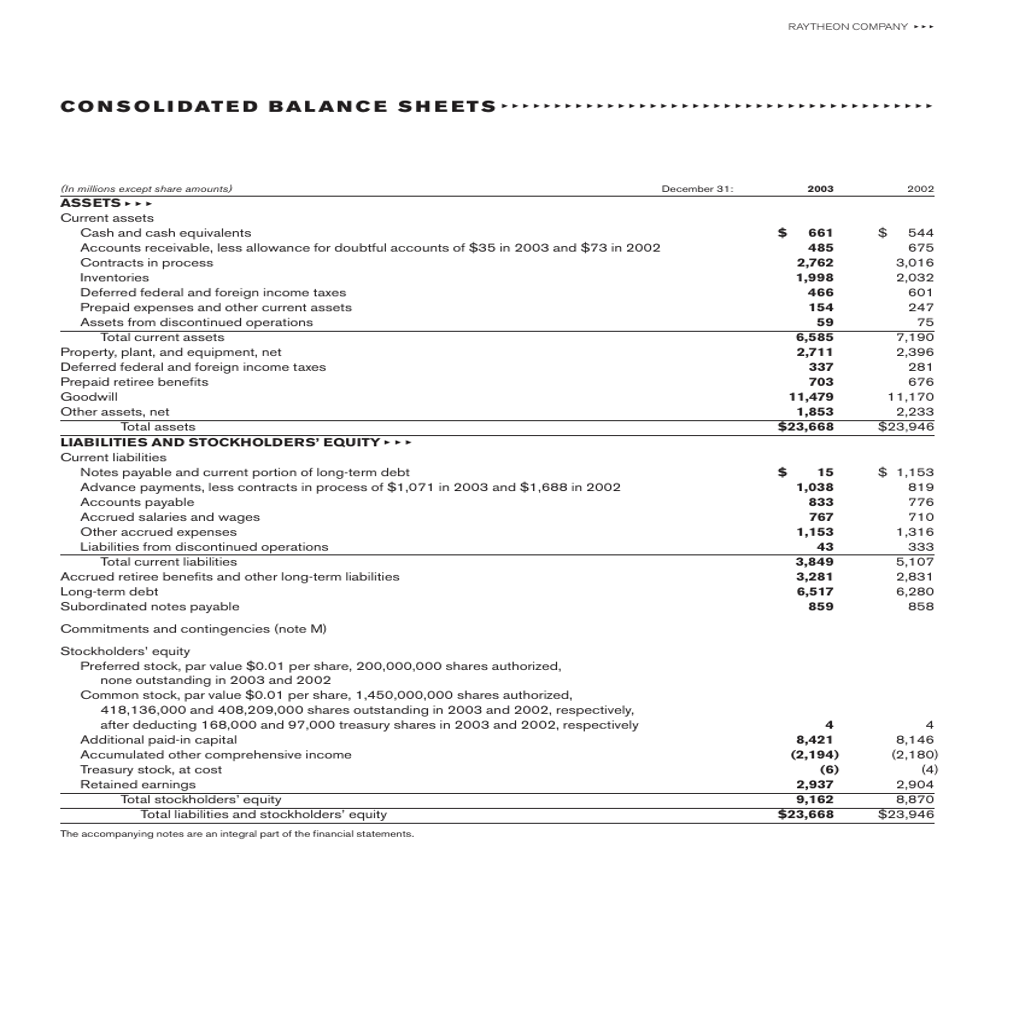 RAYTHEON COMPANY ►►►
CONSOLIDATED BALANCE SHEETS
(In millions except share amounts) December 31: 2003 2002
ASSETS ►►►
Current assets
Cash and cash equivalents $ 661 $ 544
Accounts receivable, less allowance for doubtful accounts of $35 in 2003 and $73 in 2002 485 675
Contracts in process 2,762 3,016
Inventories 1,998 2,032
Deferred federal and foreign income taxes 466 601
Prepaid expenses and other current assets 154 247
Assets from discontinued operations 59 75
Total current assets 6,585 7,190
Property, plant, and equipment, net 2,711 2,396
Deferred federal and foreign income taxes 337 281
Prepaid retiree benefits 703 676
Goodwill 11,479 11,170
Other assets, net 1,853 2,233
Total assets $23,668 $23,946
LIABILITIES AND STOCKHOLDERS' EQUITY ►►►
Current liabilities
Notes payable and current portion of long-term debt $ 15 $ 1,153
Advance payments, less contracts in process of $1,071 in 2003 and $1,688 in 2002 1,038 819
Accounts payable 833 776
Accrued salaries and wages 767 710
Other accrued expenses 1,153 1,316
Liabilities from discontinued operations 43 333
Total current liabilities 3,849 5,107
Accrued retiree benefits and other long-term liabilities 3,281 2,831
Long-term debt 6,517 6,280
Subordinated notes payable 859 858
Commitments and contingencies (note M)
Stockholders' equity
Preferred stock, par value $0.01 per share, 200,000,000 shares authorized,
none outstanding in 2003 and 2002
Common stock, par value $0.01 per share, 1,450,000,000 shares authorized,
418,136,000 and 408,209,000 shares outstanding in 2003 and 2002, respectively,
after deducting 168,000 and 97,000 treasury shares in 2003 and 2002, respectively 4 4
Additional paid-in capital 8,421 8,146
Accumulated other comprehensive income (2,194) (2,180)
Treasury stock, at cost (6) (4)
Retained earnings 2,937 2,904
Total stockholders' equity 9,162 8,870
Total liabilities and stockholders' equity $23,668 $23,946
The accompanying notes are an integral part of the financial statements.